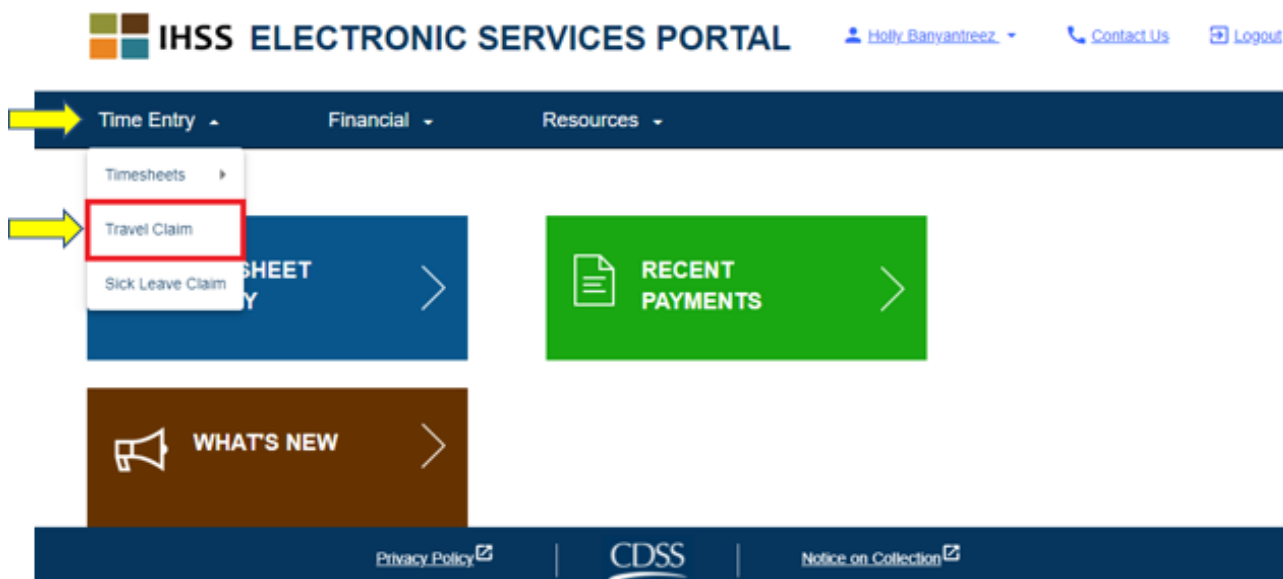 IHSS ELECTRONIC SERVICES PORTAL
Holly Banyantreez
Contact Us
Logout
Time Entry
Financial
Resources
Timesheets
Travel Claim
Sick Leave Claim
SHEET
Y
RECENT
PAYMENTS
WHAT'S NEW
Privacy Policy
CDSS
Notice on Collection